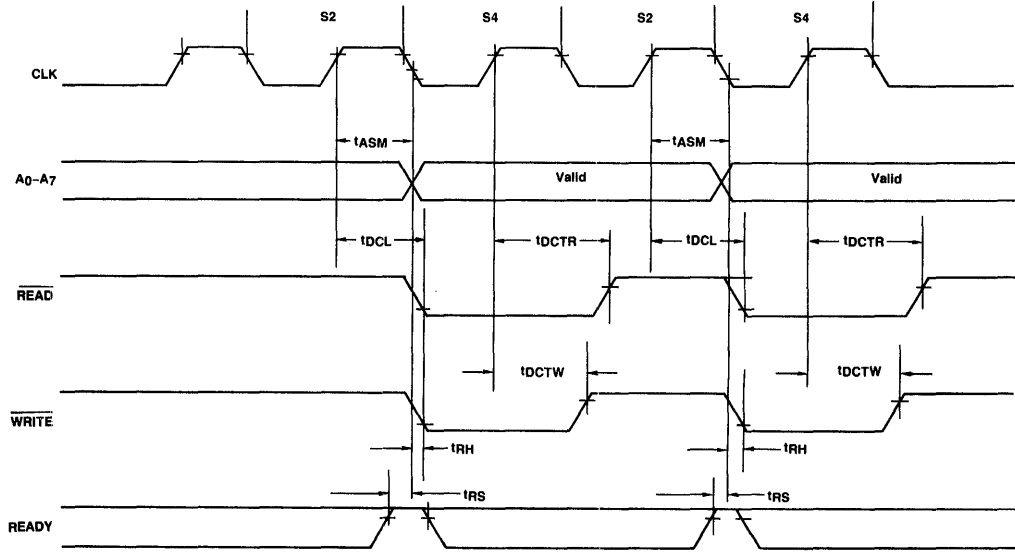 S2 S4 S2 S4
CLK
tASM tASM
A0–A7 Valid Valid
tDCL tDCTR tDCL tDCTR
READ
tDCTW tDCTW
WRITE
tRH tRH
tRS tRS
READY